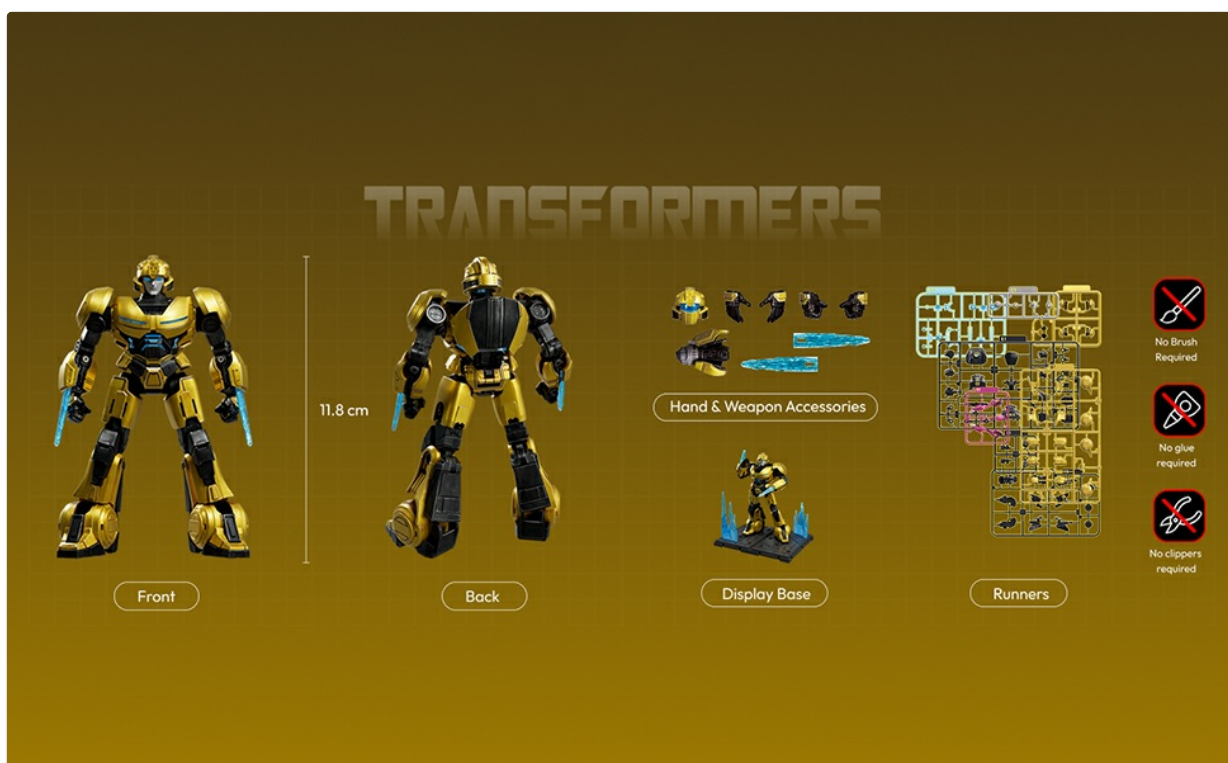 TRANSFORMERS
11.8 cm
Front
Back
Hand & Weapon Accessories
Display Base
Runners
No Brush
Required
No glue
required
No clippers
required